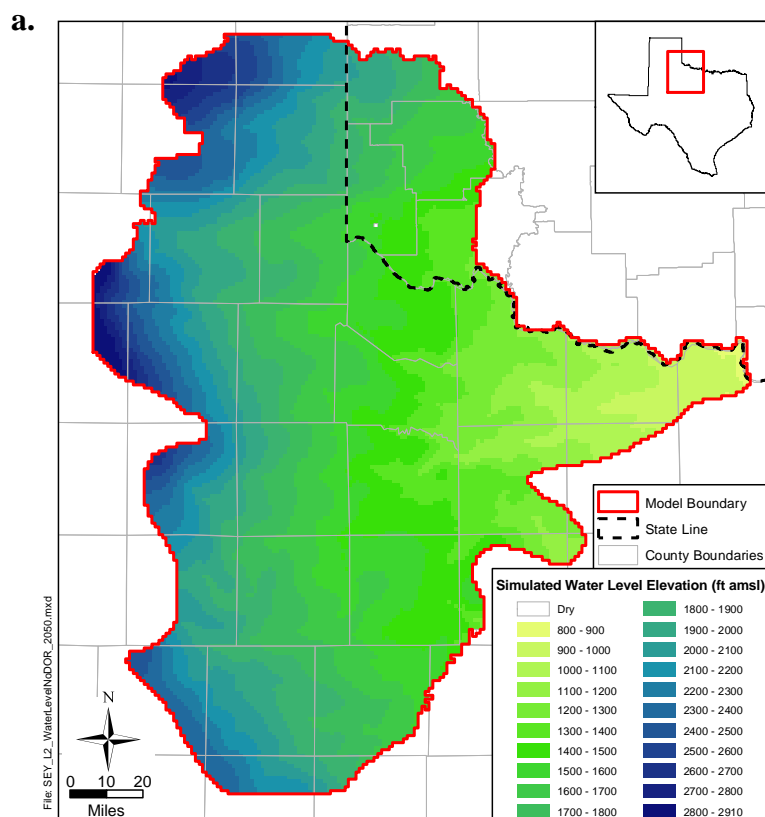 a.
Model Boundary
State Line
County Boundaries
Simulated Water Level Elevation (ft amsl)
Dry
800 - 900
900 - 1000
1000 - 1100
1100 - 1200
1200 - 1300
1300 - 1400
1400 - 1500
1500 - 1600
1600 - 1700
1700 - 1800
1800 - 1900
1900 - 2000
2000 - 2100
2100 - 2200
2200 - 2300
2300 - 2400
2400 - 2500
2500 - 2600
2600 - 2700
2700 - 2800
2800 - 2910
File: SEY_L2_WaterLevelNoDOR_2050.mxd
N
0 10 20
Miles